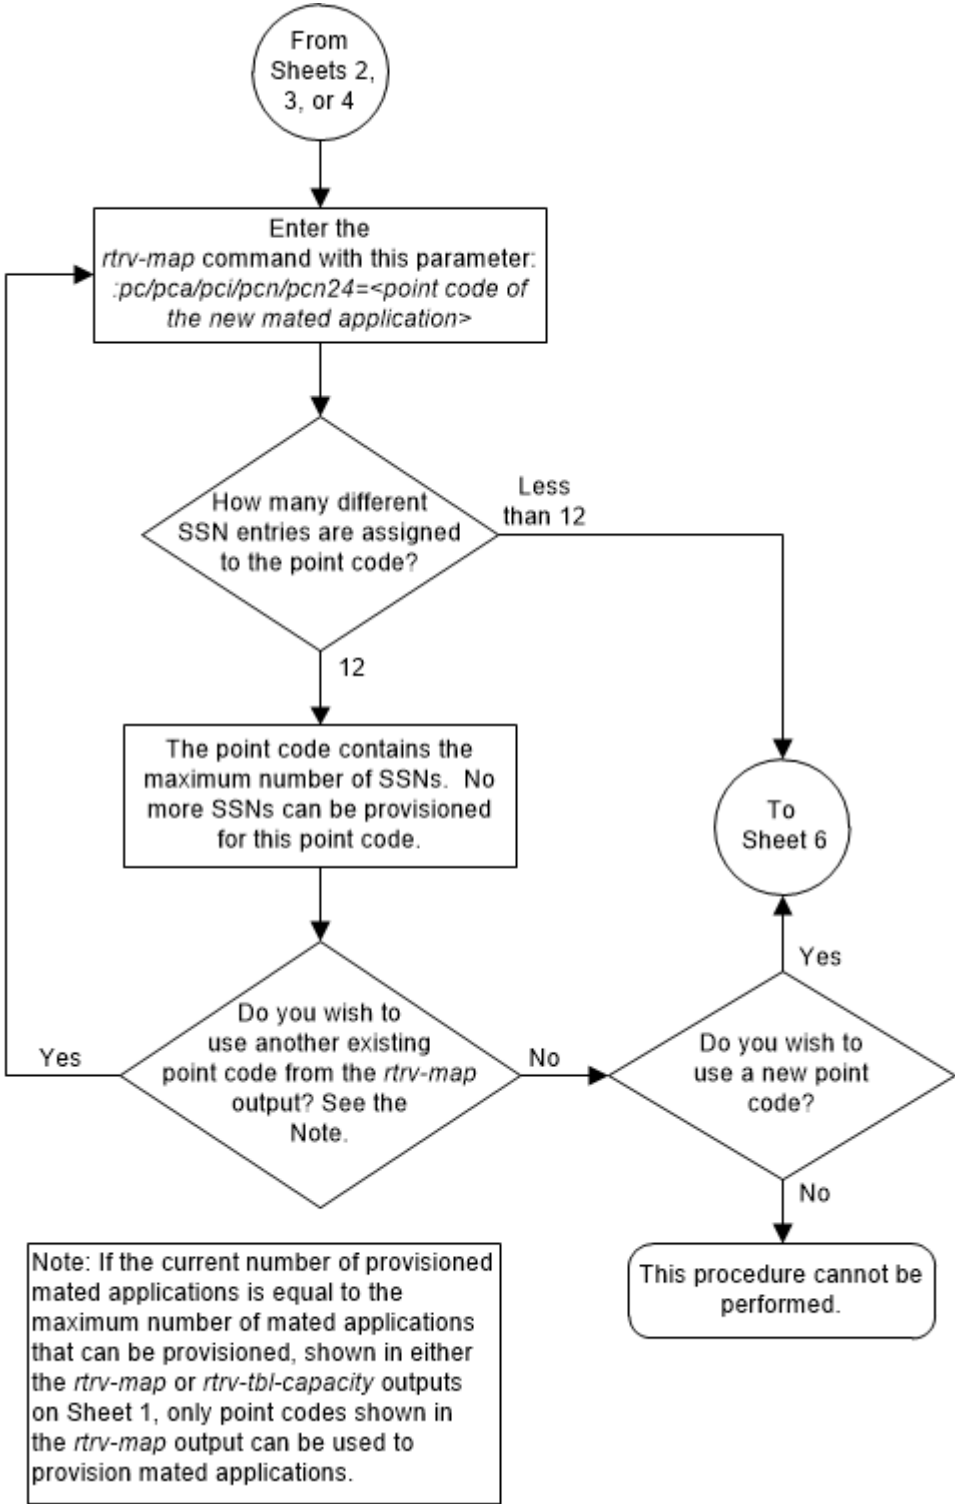 From
Sheets 2,
3, or 4
Enter the
rtrv-map command with this parameter:
:pc/pca/pci/pcn/pcn24=<point code of
the new mated application>
How many different
SSN entries are assigned
to the point code?
Less
than 12
12
The point code contains the
maximum number of SSNs.  No
more SSNs can be provisioned
for this point code.
To
Sheet 6
Yes
Do you wish to
use another existing
point code from the rtrv-map
output? See the
Note.
Yes
No
Do you wish to
use a new point
code?
No
This procedure cannot be
performed.
Note: If the current number of provisioned
mated applications is equal to the
maximum number of mated applications
that can be provisioned, shown in either
the rtrv-map or rtrv-tbl-capacity outputs
on Sheet 1, only point codes shown in
the rtrv-map output can be used to
provision mated applications.